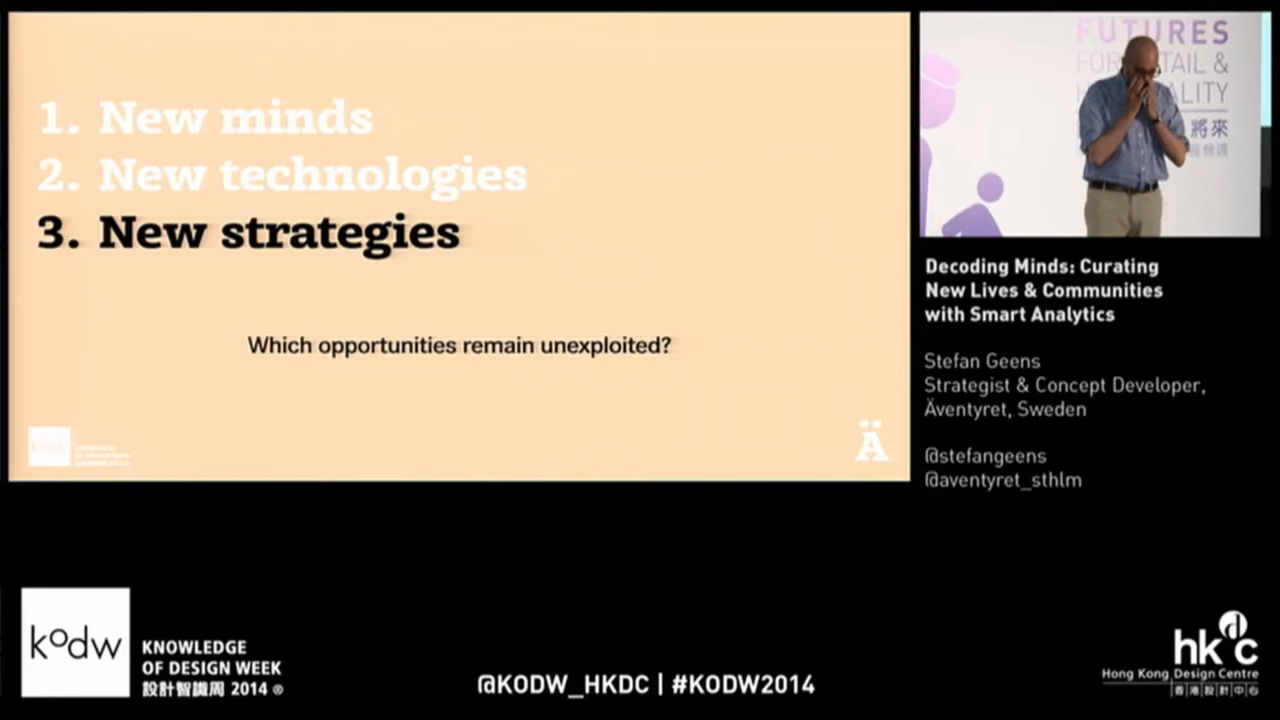 1. New minds
2. New technologies
3. New strategies
Which opportunities remain unexploited?
Ä
FUTURES
FOR TAIL &
H ALITY
將來
Decoding Minds: Curating
New Lives & Communities
with Smart Analytics
Stefan Geens
Strategist & Concept Developer,
Äventyret, Sweden
@stefangeens
@aventyret_sthlm
kodw
KNOWLEDGE
OF DESIGN WEEK
設計智識周 2014 ®
@KODW_HKDC | #KODW2014
hkdc
Hong Kong Design Centre
香港設計中心